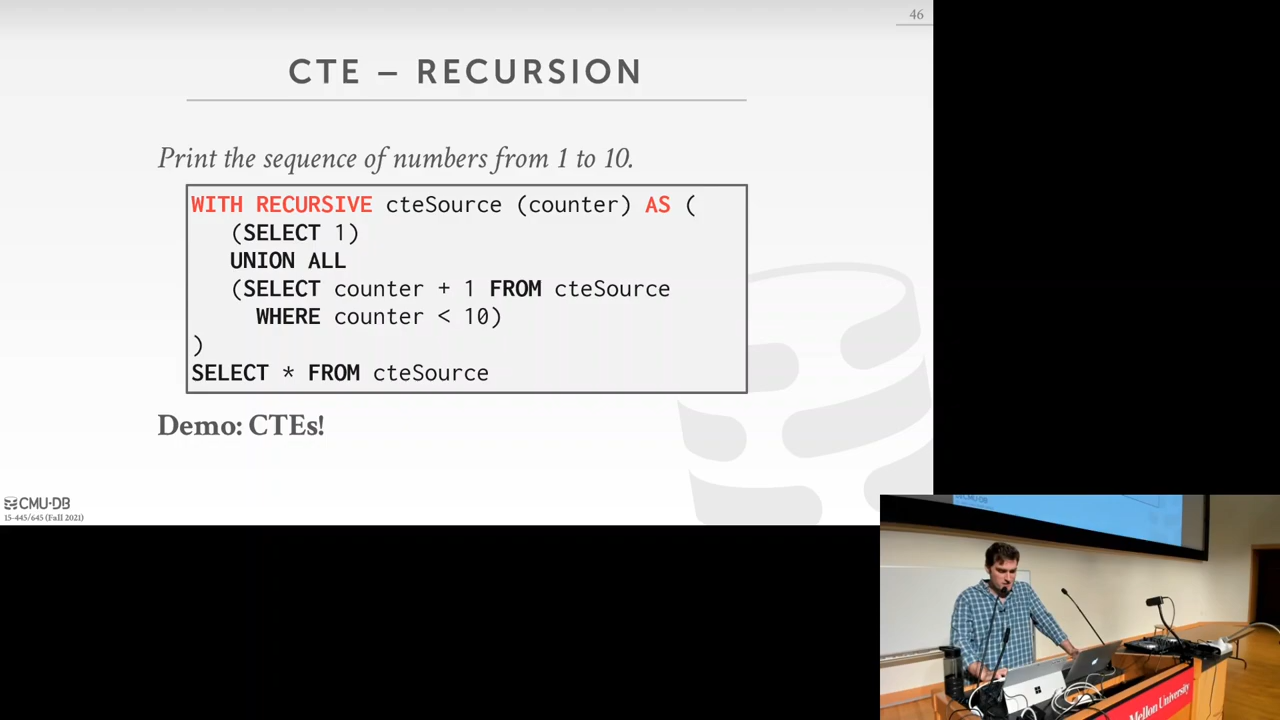 46
CTE – RECURSION
Print the sequence of numbers from 1 to 10.
WITH RECURSIVE cteSource (counter) AS (
(SELECT 1)
UNION ALL
(SELECT counter + 1 FROM cteSource
WHERE counter < 10)
)
SELECT * FROM cteSource
Demo: CTEs!
CMU·DB
15-445/645 (Fall 2021)
Mellon University